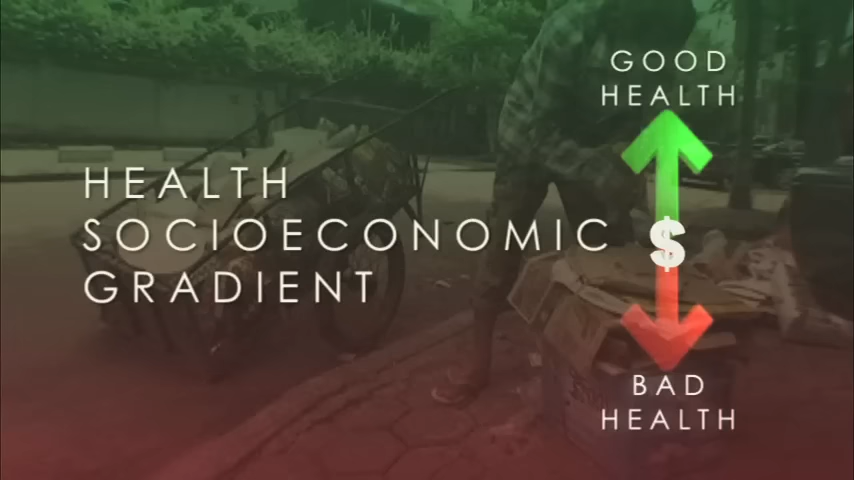 HEALTH
SOCIOECONOMIC
GRADIENT
GOOD
HEALTH
$
BAD
HEALTH